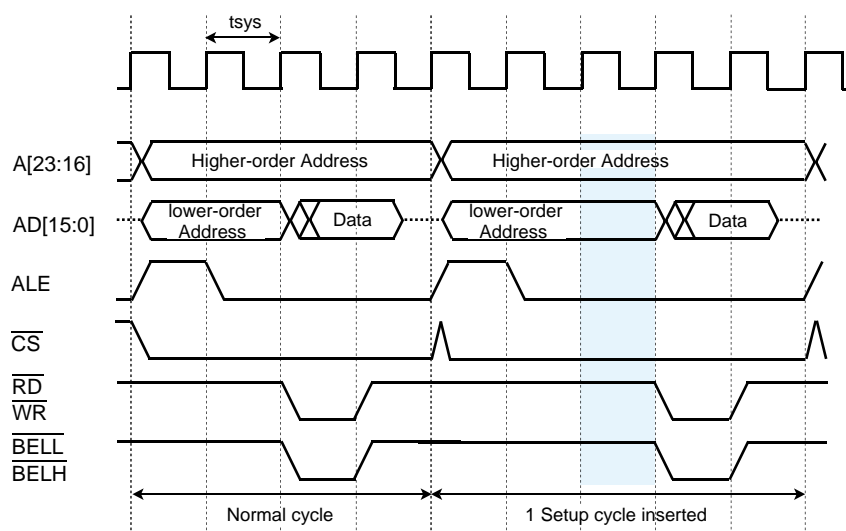 tsys
A[23:16]
Higher-order Address
Higher-order Address
AD[15:0]
lower-order
Address
Data
lower-order
Address
Data
ALE
CS
RD
WR
BELL
BELH
Normal cycle
1 Setup cycle inserted